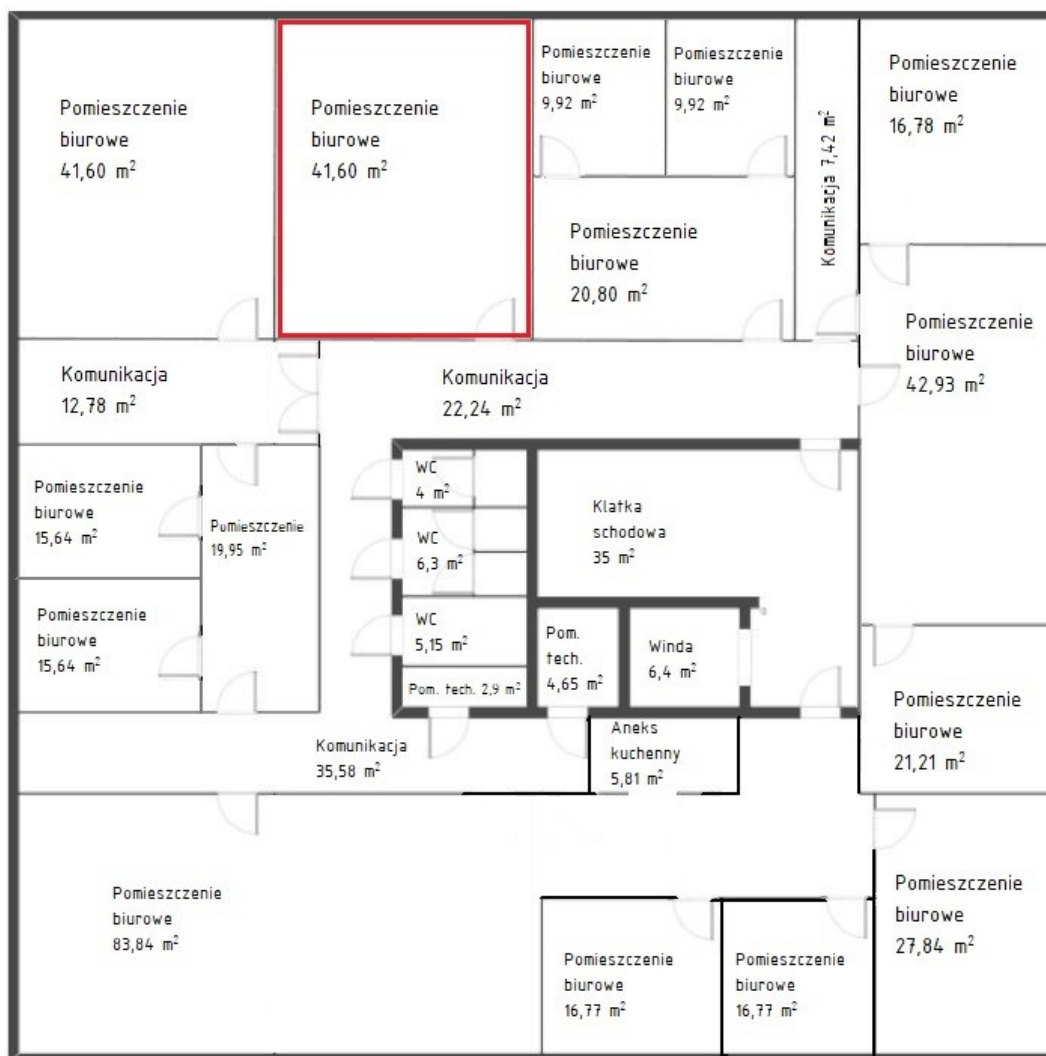 Pomieszczenie
biurowe
41,60 m²
Pomieszczenie
biurowe
41,60 m²
Pomieszczenie
biurowe
9,92 m²
Pomieszczenie
biurowe
9,92 m²
Komunikacja 7,42 m²
Pomieszczenie
biurowe
16,78 m²
Pomieszczenie
biurowe
20,80 m²
Pomieszczenie
biurowe
42,93 m²
Komunikacja
12,78 m²
Komunikacja
22,24 m²
Pomieszczenie
biurowe
15,64 m²
Pomieszczenie
19,95 m²
WC
4 m²
WC
6,3 m²
Klatka
schodowa
35 m²
Pomieszczenie
biurowe
15,64 m²
WC
5,15 m²
Pom. tech. 2,9 m²
Pom.
tech.
4,65 m²
Winda
6,4 m²
Komunikacja
35,58 m²
Aneks
kuchenny
5,81 m²
Pomieszczenie
biurowe
21,21 m²
Pomieszczenie
biurowe
83,84 m²
Pomieszczenie
biurowe
16,77 m²
Pomieszczenie
biurowe
16,77 m²
Pomieszczenie
biurowe
27,84 m²